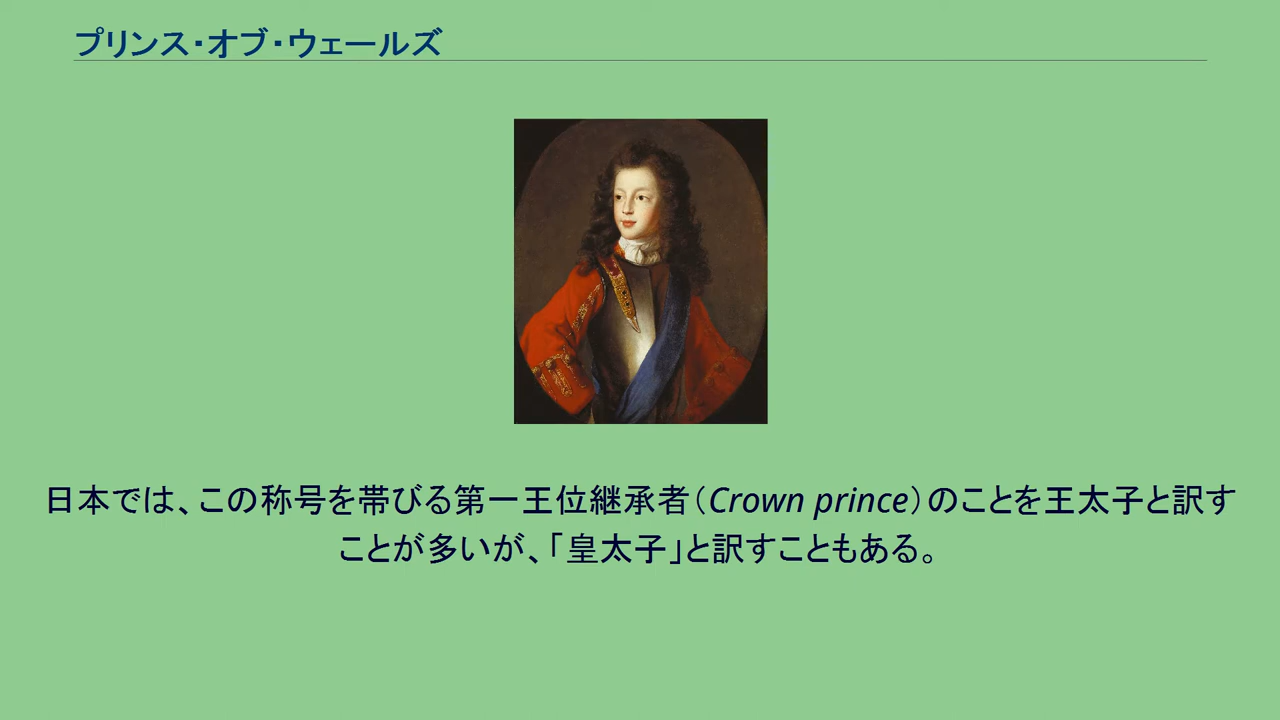 プリンス・オブ・ウェールズ
日本では、この称号を帯びる第一王位継承者（Crown prince）のことを王太子と訳す
ことが多いが、「皇太子」と訳すこともある。